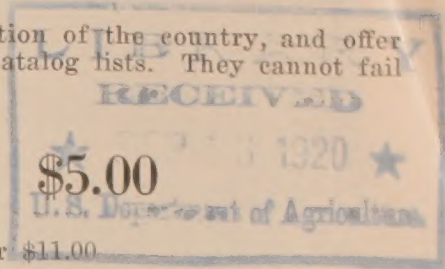 tion of the country, and offer
LIBRARY
atalog lists. They cannot fail
RECEIVED
★ 1920 ★
$5.00
U. S. Department of Agriculture.
r $11.00